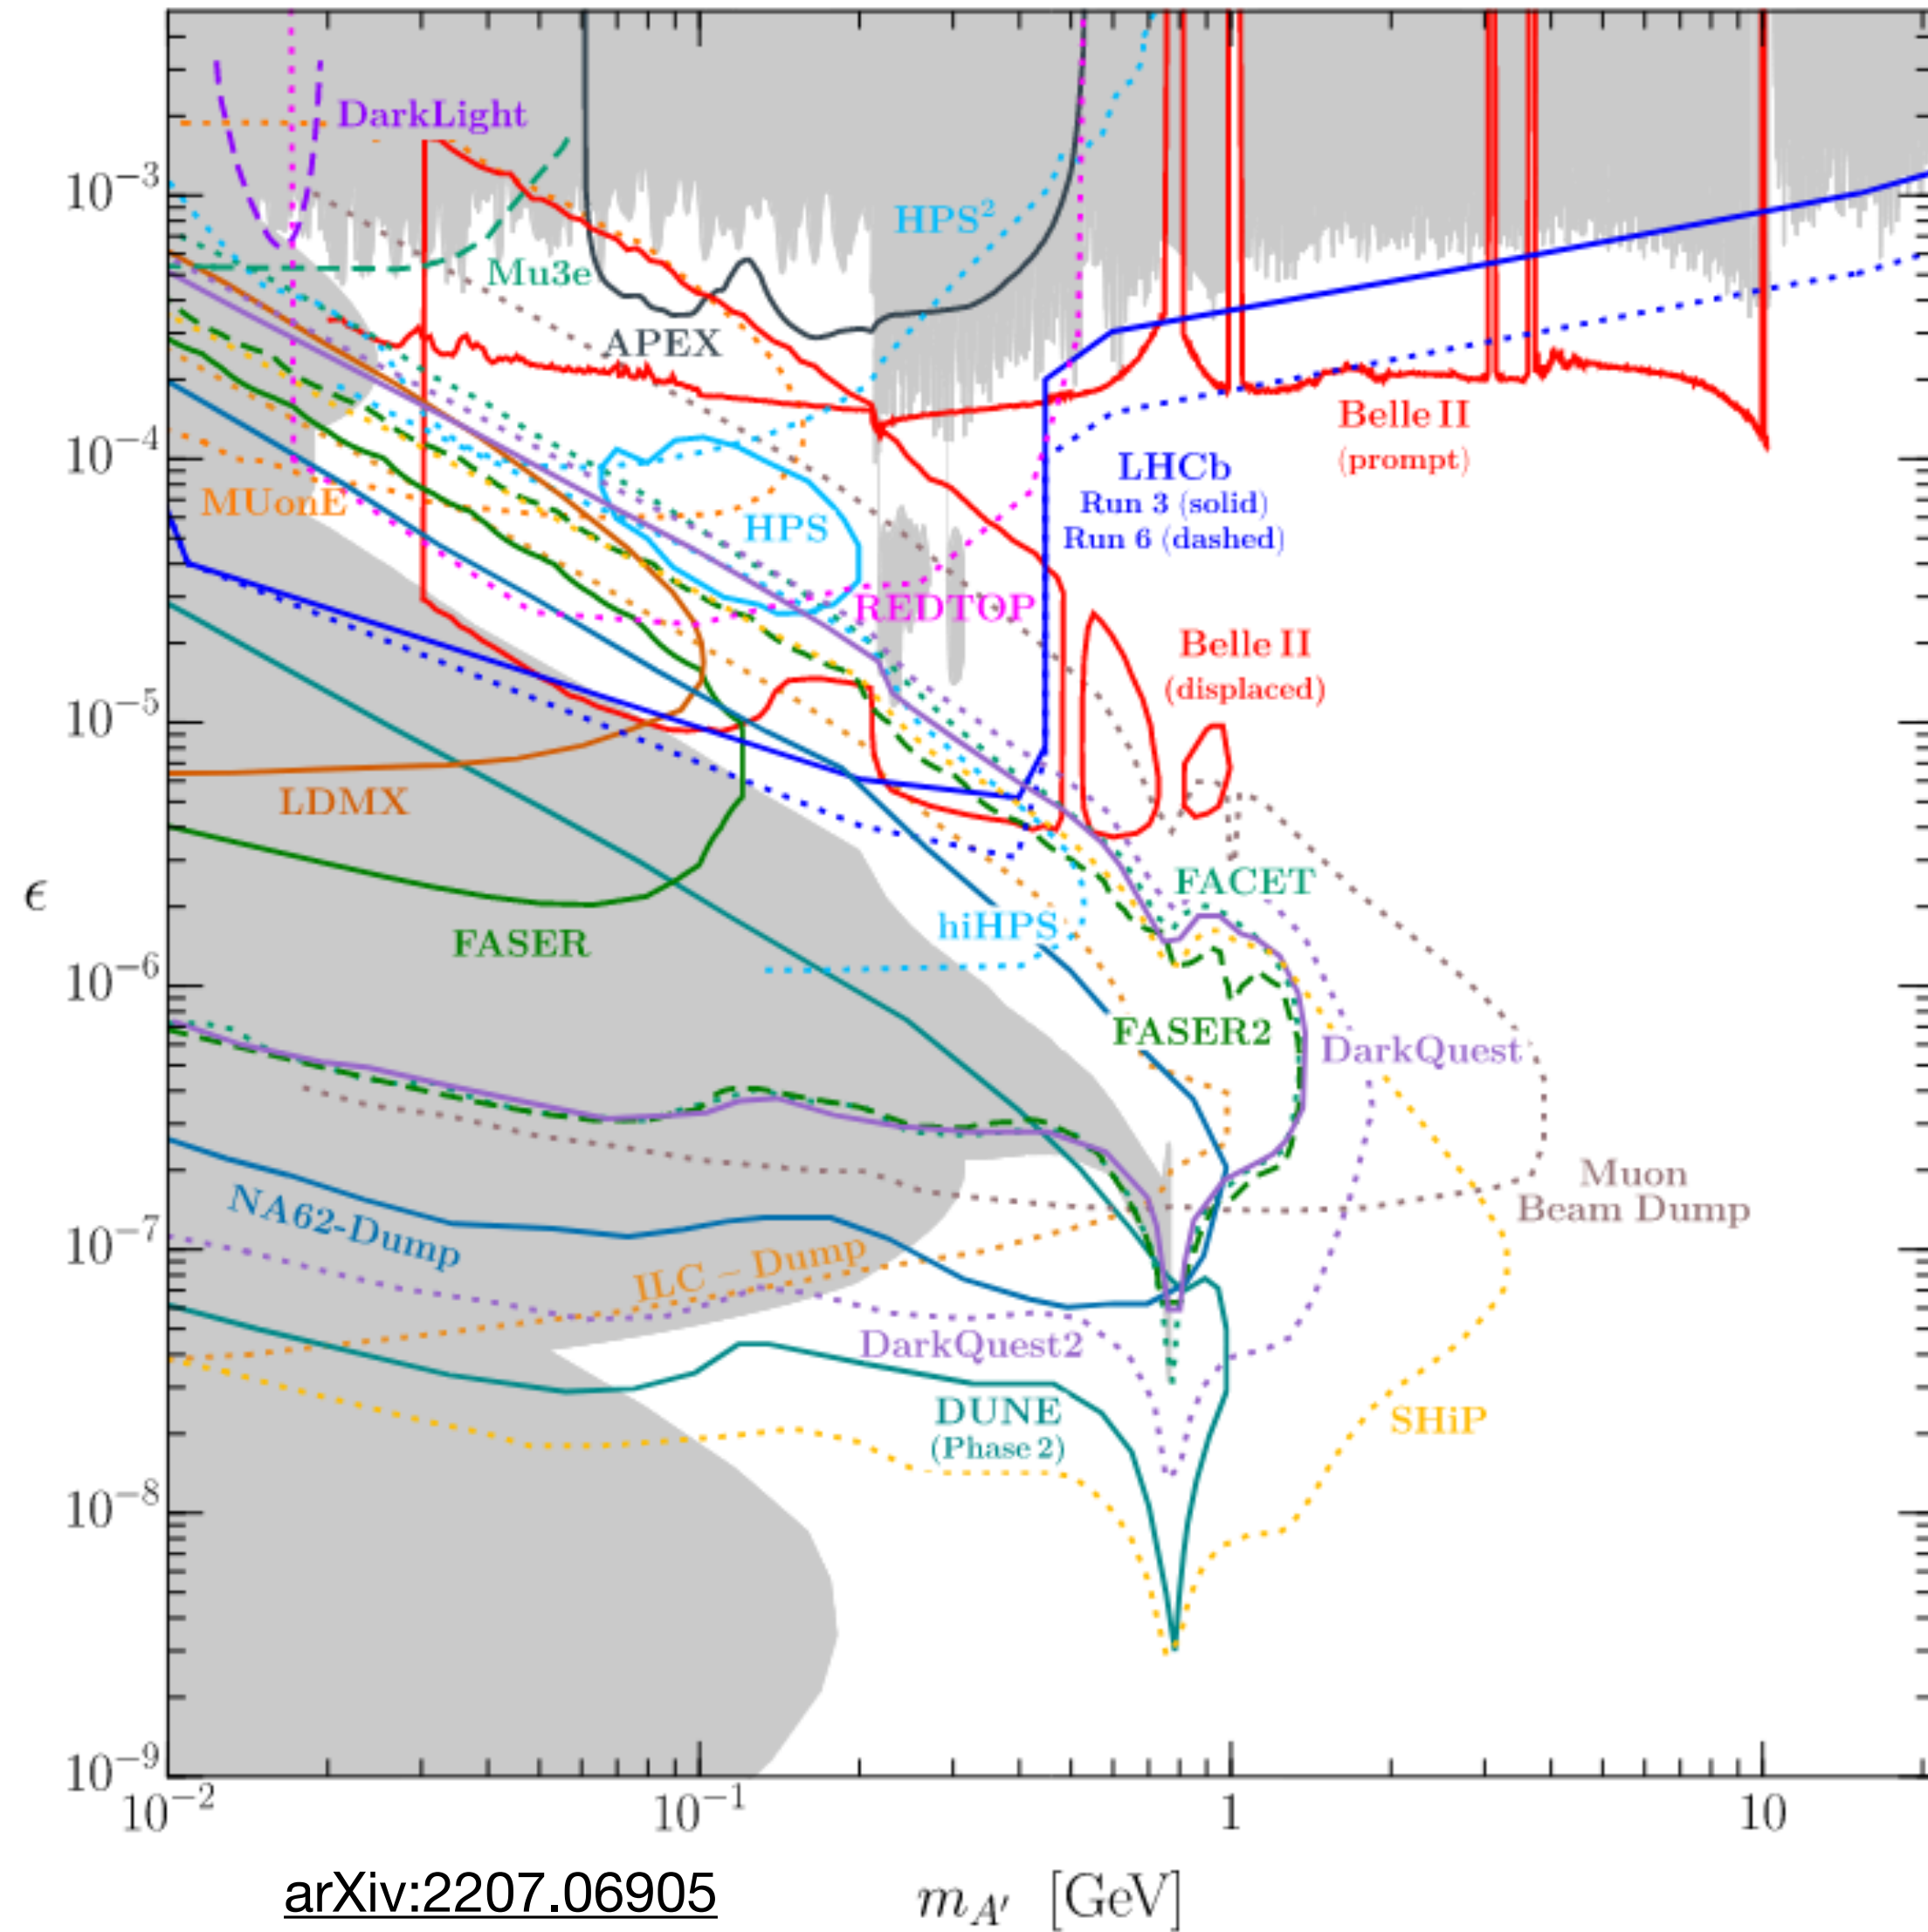 DarkLight
10⁻³
HPS²
Mu3e
APEX
Belle II
(prompt)
10⁻⁴
LHCb
Run 3 (solid)
Run 6 (dashed)
MUonE
HPS
REDTOP
Belle II
(displaced)
10⁻⁵
LDMX
FACET
ϵ
hiHPS
FASER
10⁻⁶
FASER2
DarkQuest
Muon
Beam Dump
NA62-Dump
10⁻⁷
ILC – Dump
DarkQuest2
DUNE
(Phase 2)
SHiP
10⁻⁸
10⁻⁹
10⁻² 10⁻¹ 1 10
arXiv:2207.06905
m_A′ [GeV]